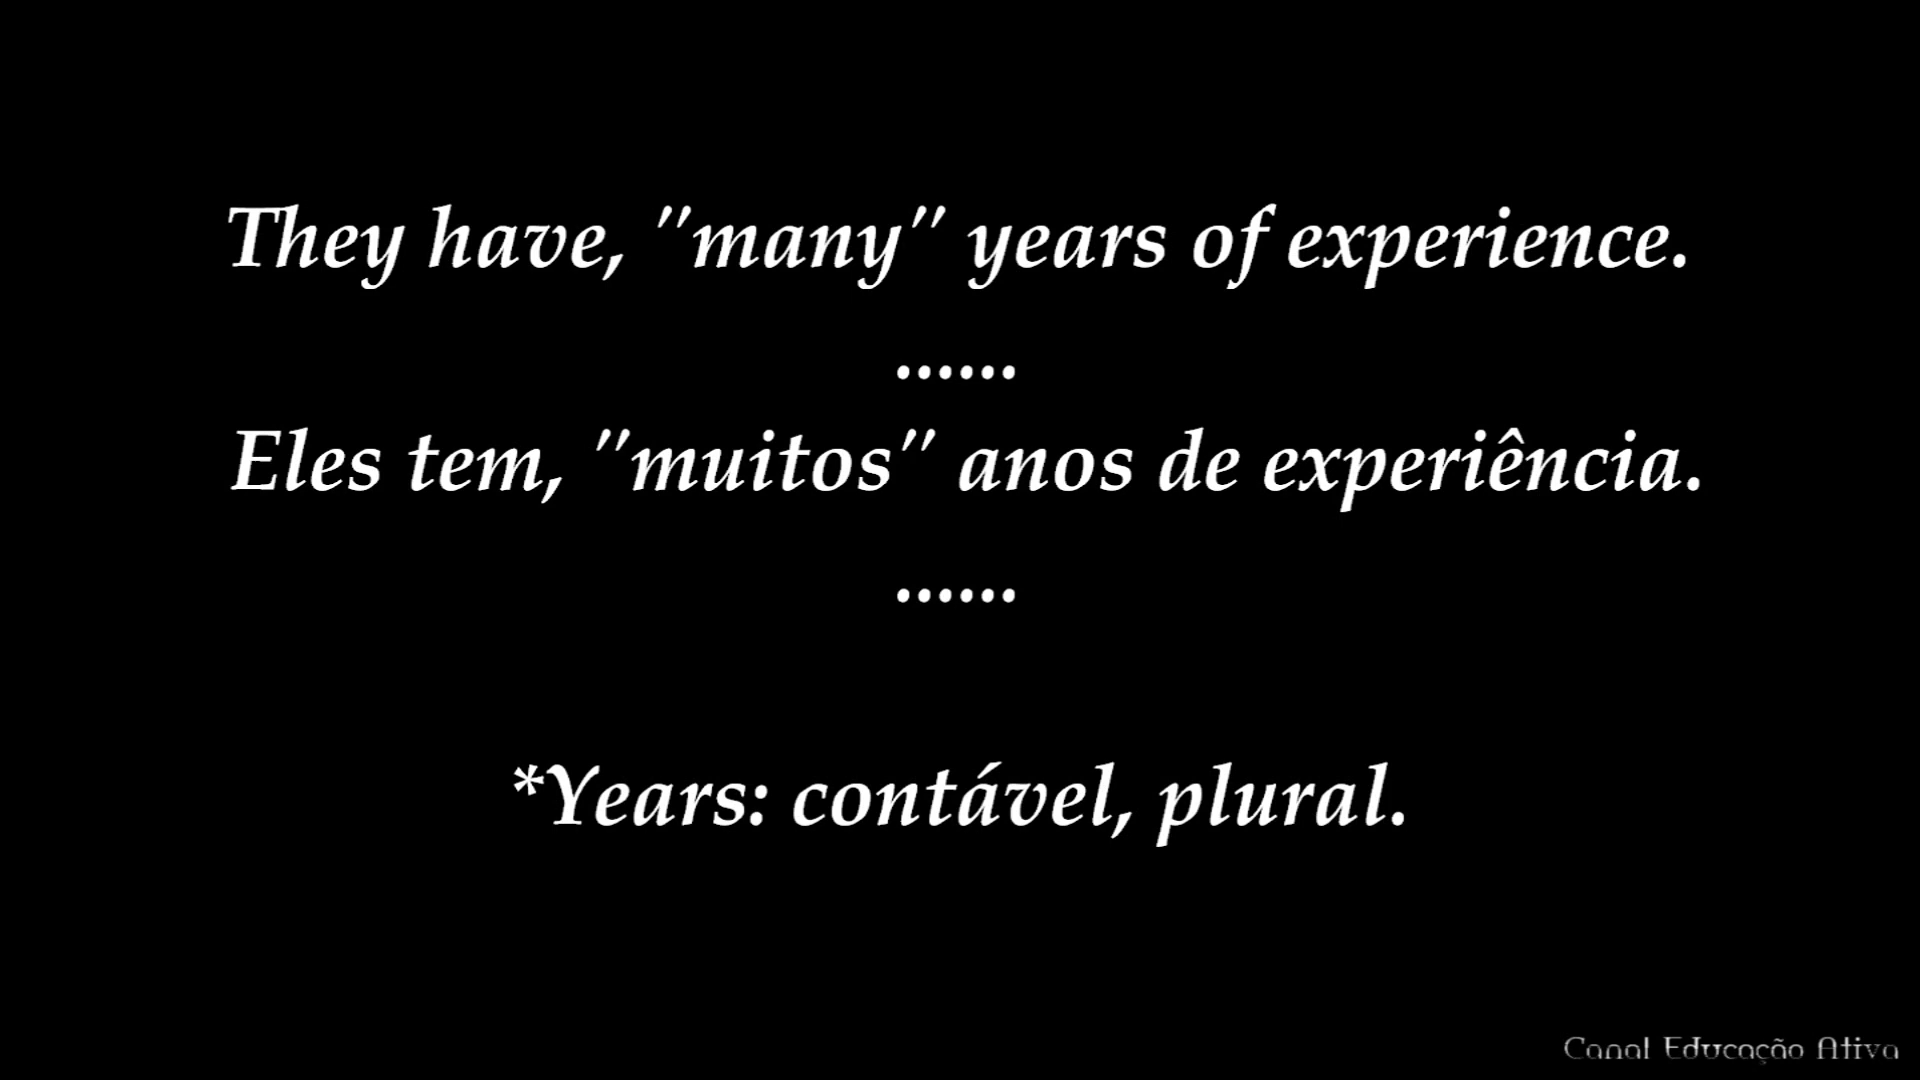 They have, "many" years of experience.
......
Eles tem, "muitos" anos de experiência.
......
*Years: contável, plural.
Canal Educação Ativa